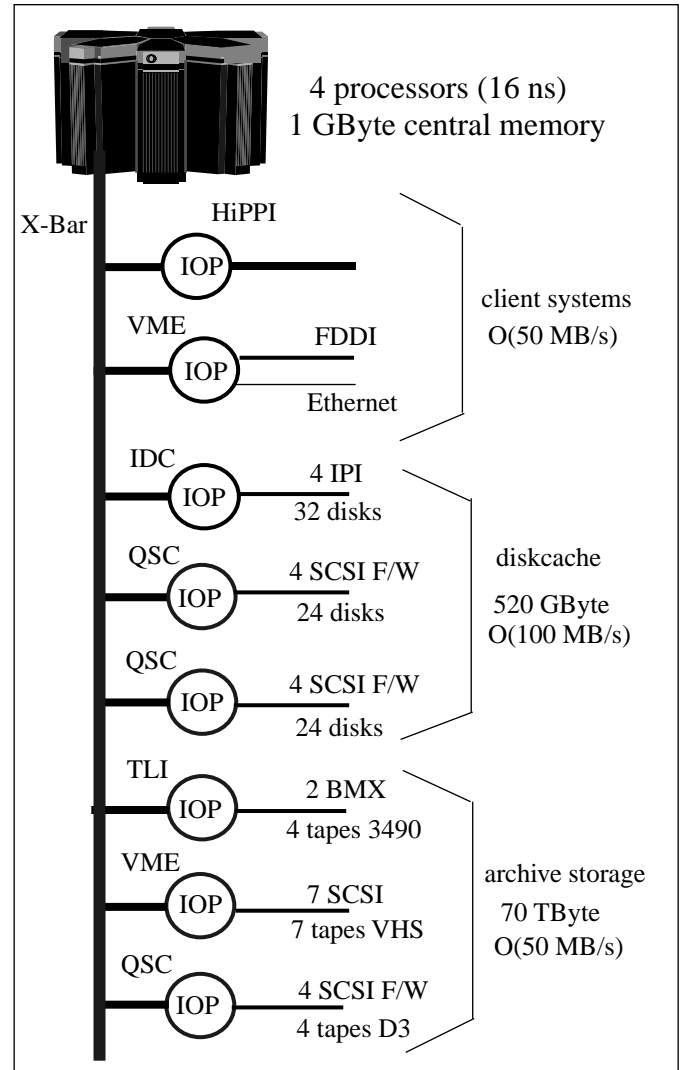 4 processors (16 ns)
1 GByte central memory
X-Bar
HiPPI
IOP
VME
IOP
FDDI
Ethernet
client systems
O(50 MB/s)
IDC
IOP
4 IPI
32 disks
QSC
IOP
4 SCSI F/W
24 disks
QSC
IOP
4 SCSI F/W
24 disks
diskcache
520 GByte
O(100 MB/s)
TLI
IOP
2 BMX
4 tapes 3490
VME
IOP
7 SCSI
7 tapes VHS
QSC
IOP
4 SCSI F/W
4 tapes D3
archive storage
70 TByte
O(50 MB/s)